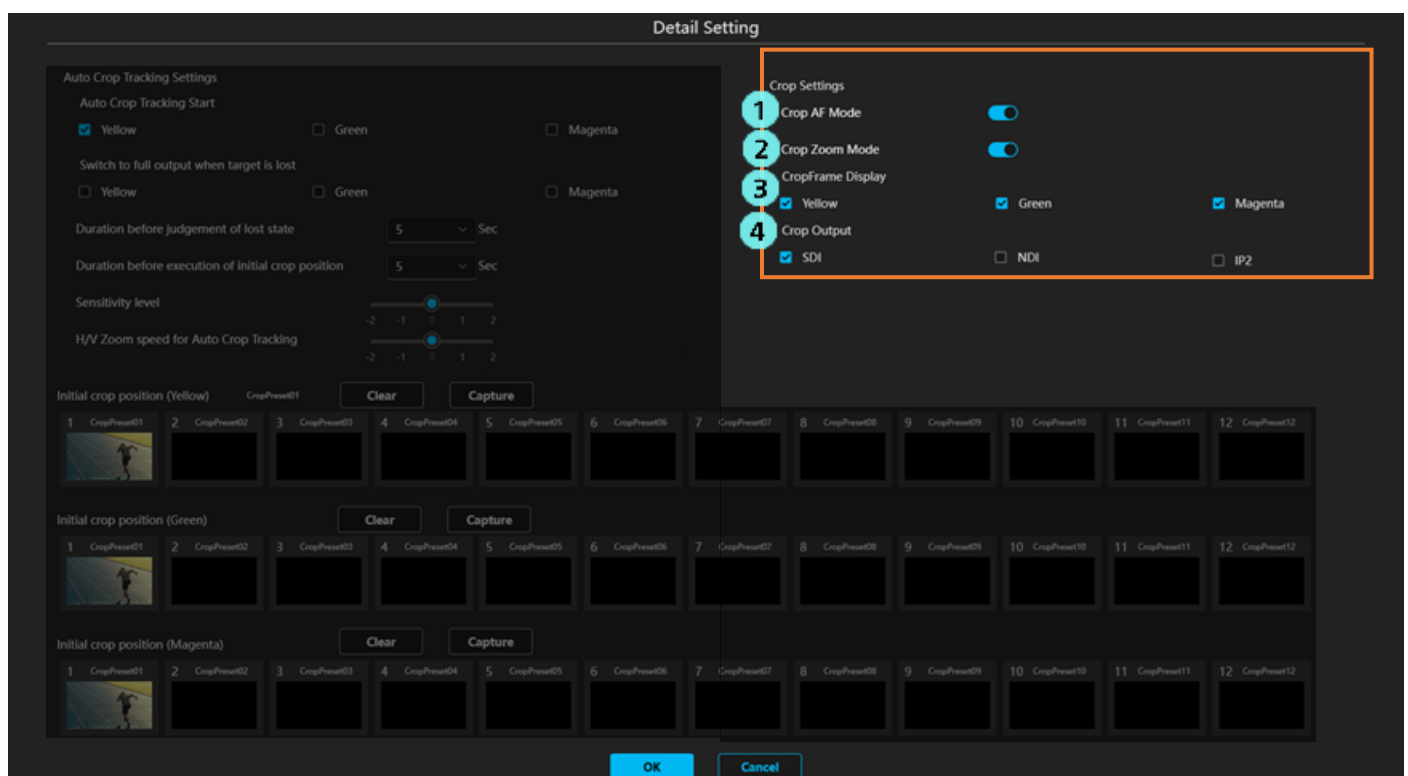 Detail Setting
Auto Crop Tracking Settings
Auto Crop Tracking Start
Yellow Green Magenta
Switch to full output when target is lost
Yellow Green Magenta
Duration before judgement of lost state 5 Sec
Duration before execution of initial crop position 5 Sec
Sensitivity level
-2 -1 0 1 2
H/V Zoom speed for Auto Crop Tracking
-2 -1 0 1 2
Crop Settings
1 Crop AF Mode
2 Crop Zoom Mode
3 CropFrame Display
Yellow Green Magenta
4 Crop Output
SDI NDI IP2
Initial crop position (Yellow) CropPreset01 Clear Capture
1 CropPreset01 2 CropPreset02 3 CropPreset03 4 CropPreset04 5 CropPreset05 6 CropPreset06 7 CropPreset07 8 CropPreset08 9 CropPreset09 10 CropPreset10 11 CropPreset11 12 CropPreset12
Initial crop position (Green) Clear Capture
1 CropPreset01 2 CropPreset02 3 CropPreset03 4 CropPreset04 5 CropPreset05 6 CropPreset06 7 CropPreset07 8 CropPreset08 9 CropPreset09 10 CropPreset10 11 CropPreset11 12 CropPreset12
Initial crop position (Magenta) Clear Capture
1 CropPreset01 2 CropPreset02 3 CropPreset03 4 CropPreset04 5 CropPreset05 6 CropPreset06 7 CropPreset07 8 CropPreset08 9 CropPreset09 10 CropPreset10 11 CropPreset11 12 CropPreset12
OK Cancel